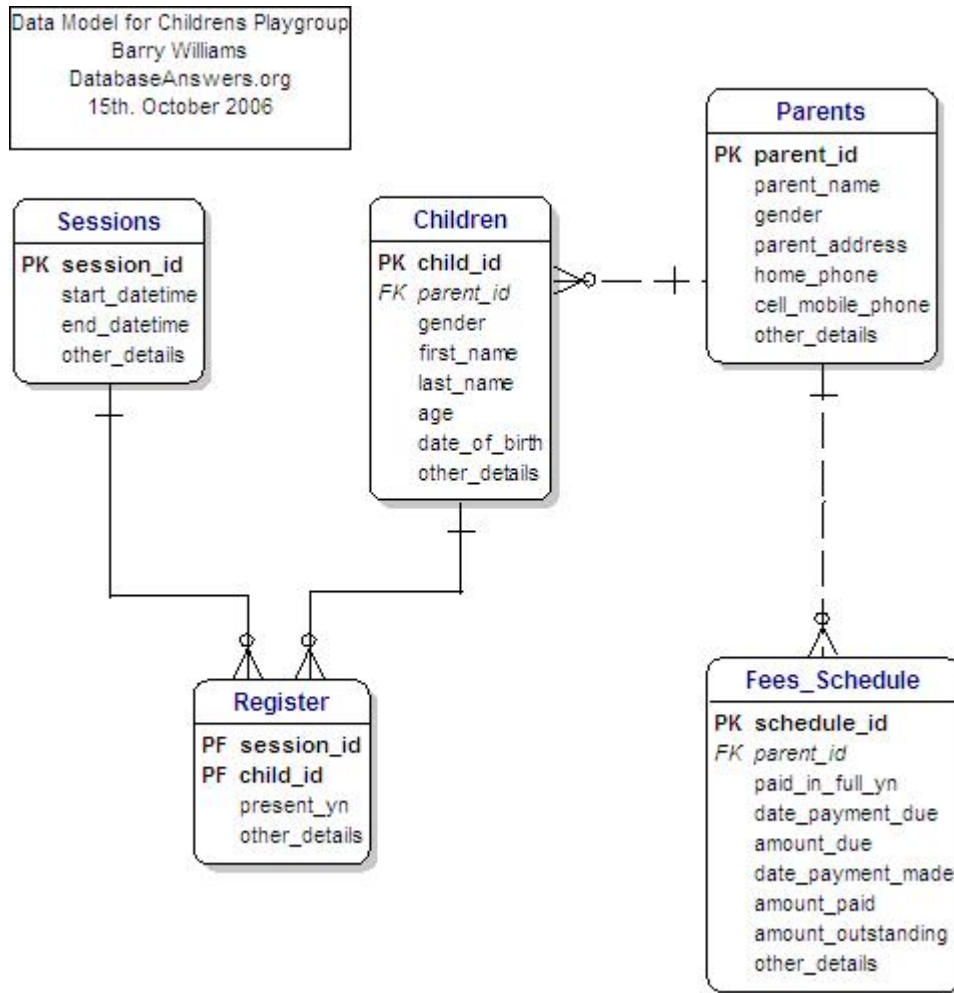 Data Model for Childrens Playgroup
Barry Williams
DatabaseAnswers.org
15th. October 2006
Parents
PK parent_id
parent_name
gender
parent_address
home_phone
cell_mobile_phone
other_details
Sessions
PK session_id
start_datetime
end_datetime
other_details
Children
PK child_id
FK parent_id
gender
first_name
last_name
age
date_of_birth
other_details
Register
PF session_id
PF child_id
present_yn
other_details
Fees_Schedule
PK schedule_id
FK parent_id
paid_in_full_yn
date_payment_due
amount_due
date_payment_made
amount_paid
amount_outstanding
other_details